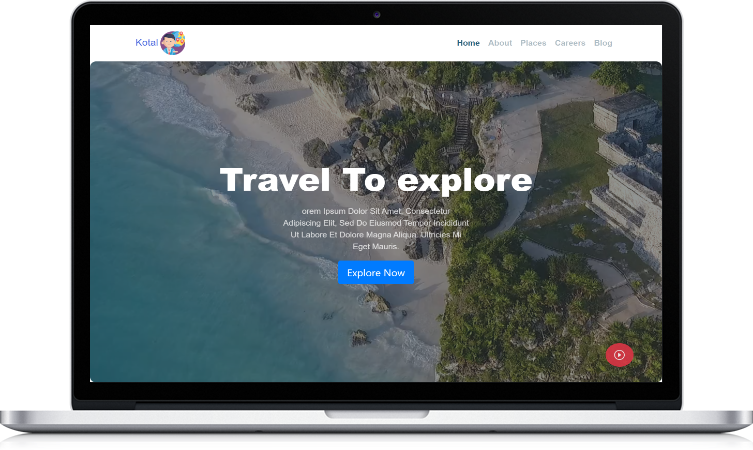 Kotal
Home About Places Careers Blog
Travel To explore
orem Ipsum Dolor Sit Amet, Consectetur
Adipiscing Elit, Sed Do Eiusmod Tempor Incididunt
Ut Labore Et Dolore Magna Aliqua. Ultricies Mi
Eget Mauris.
Explore Now